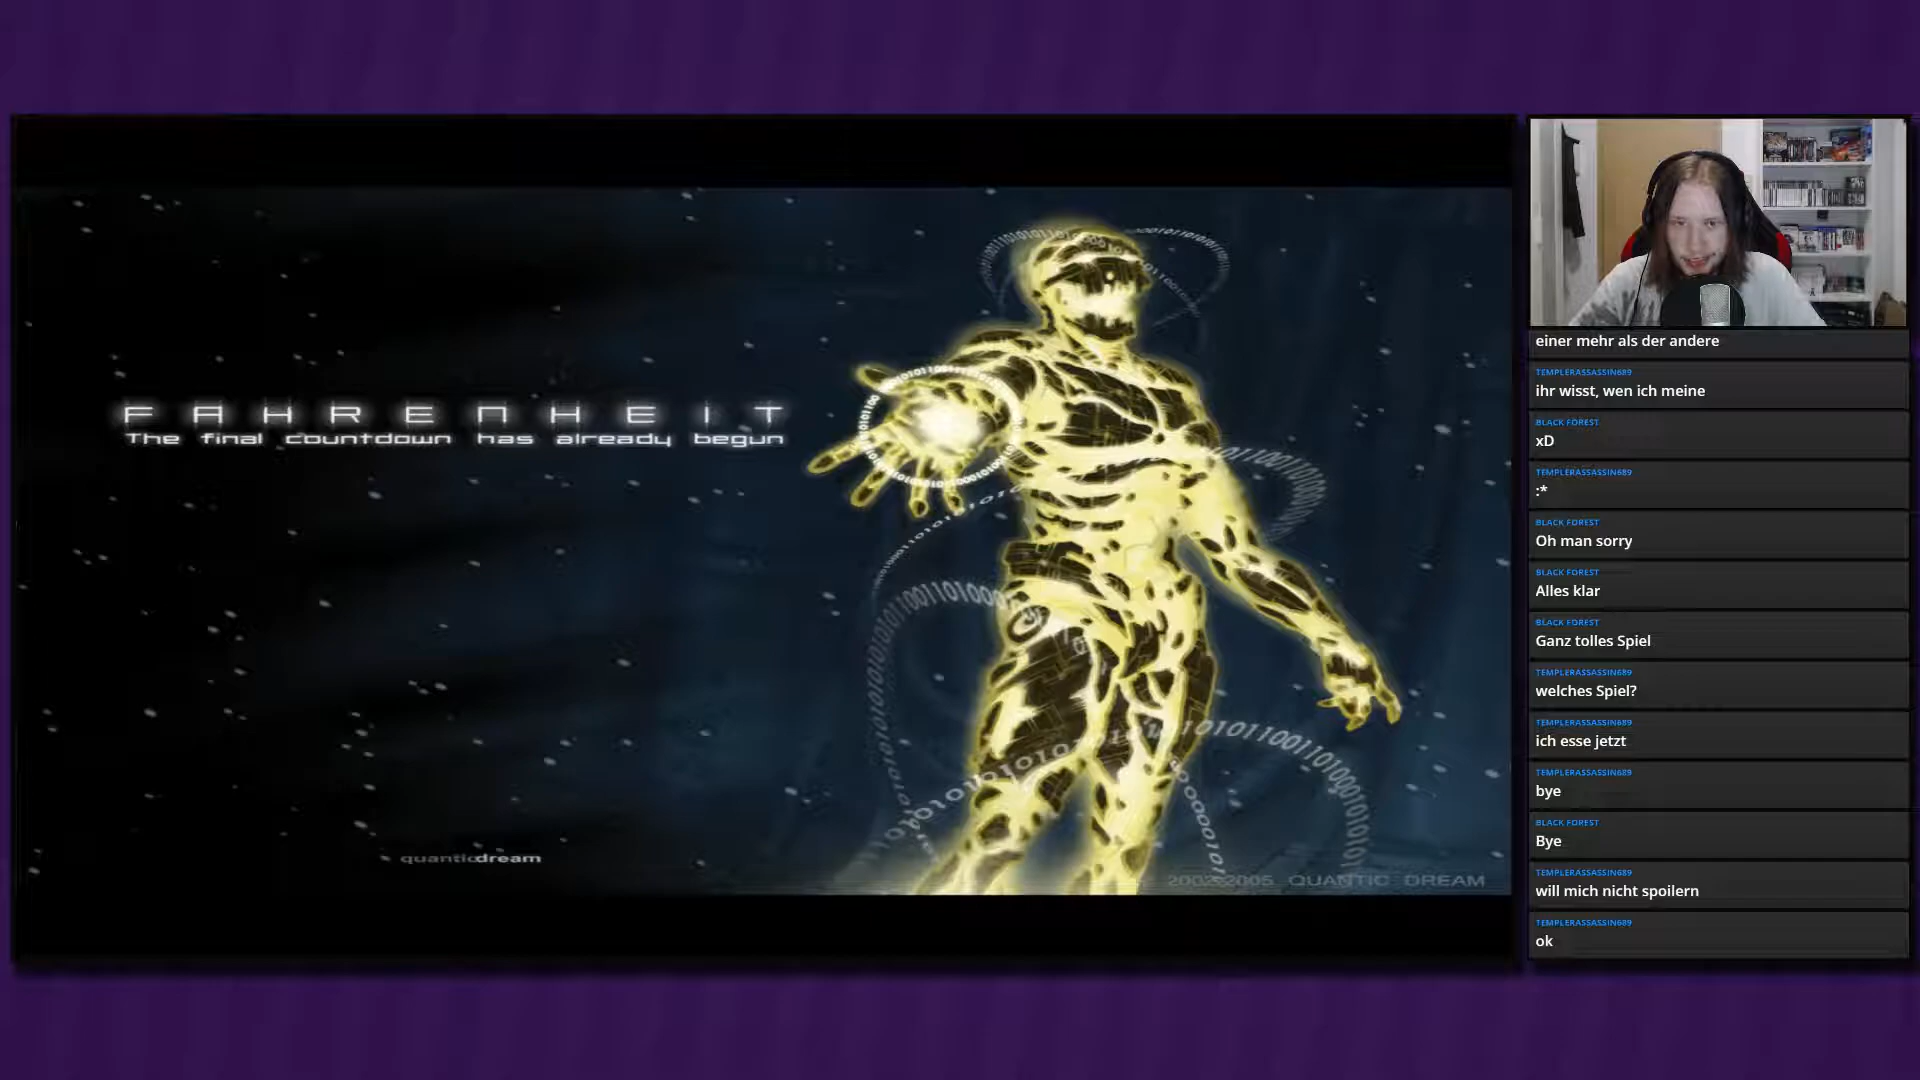 FAHRENHEIT
The final countdown has already begun
quanticdream
2002-2005 QUANTIC DREAM
einer mehr als der andere
TEMPLERASSASSIN689
ihr wisst, wen ich meine
BLACK FOREST
xD
TEMPLERASSASSIN689
:*
BLACK FOREST
Oh man sorry
BLACK FOREST
Alles klar
BLACK FOREST
Ganz tolles Spiel
TEMPLERASSASSIN689
welches Spiel?
TEMPLERASSASSIN689
ich esse jetzt
TEMPLERASSASSIN689
bye
BLACK FOREST
Bye
TEMPLERASSASSIN689
will mich nicht spoilern
TEMPLERASSASSIN689
ok